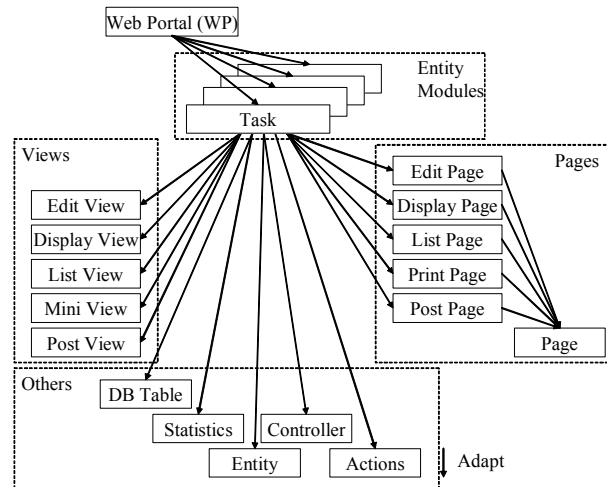 Web Portal (WP)
Entity
Modules
Task
Views
Pages
Edit View
Display View
List View
Mini View
Post View
Edit Page
Display Page
List Page
Print Page
Post Page
Page
Others
DB Table
Statistics
Controller
Entity
Actions
Adapt